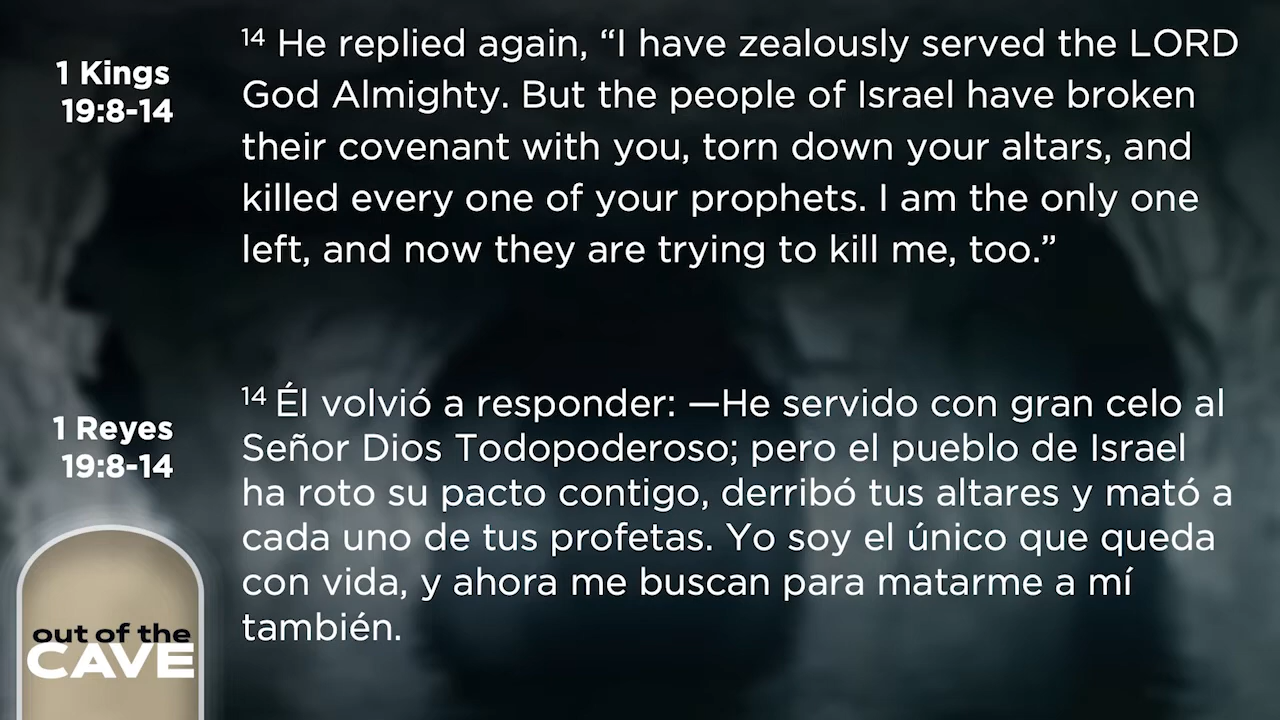 1 Kings
19:8-14
14 He replied again, “I have zealously served the LORD
God Almighty. But the people of Israel have broken
their covenant with you, torn down your altars, and
killed every one of your prophets. I am the only one
left, and now they are trying to kill me, too.”
1 Reyes
19:8-14
14 Él volvió a responder: —He servido con gran celo al
Señor Dios Todopoderoso; pero el pueblo de Israel
ha roto su pacto contigo, derribó tus altares y mató a
cada uno de tus profetas. Yo soy el único que queda
con vida, y ahora me buscan para matarme a mí
también.
out of the
CAVE